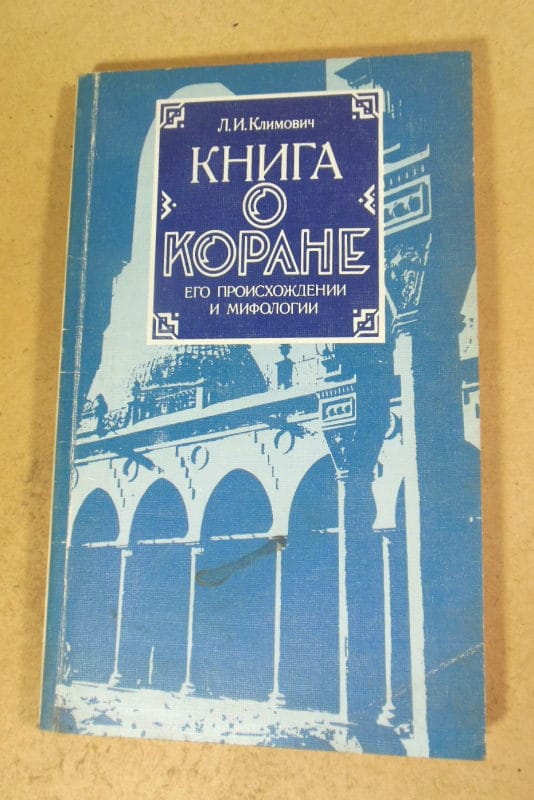 Л. И. Климович
КНИГА
О
КОРАНЕ
ЕГО ПРОИСХОЖДЕНИИ
И МИФОЛОГИИ